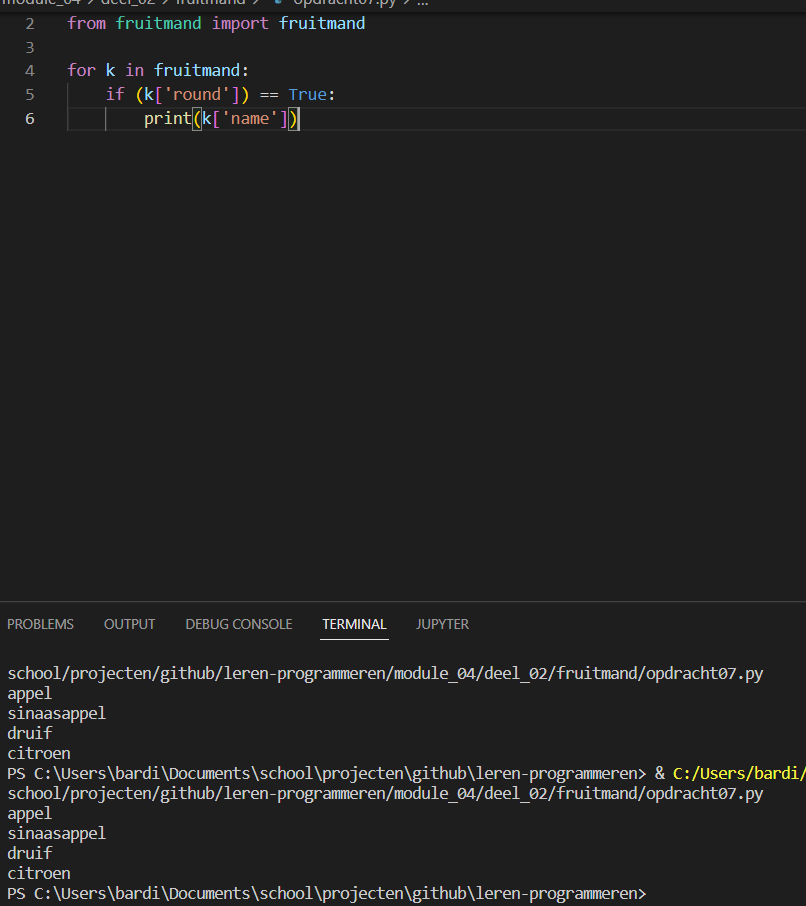 module_04 > deel_02 > fruitmand > opdracht07.py > ...
2 from fruitmand import fruitmand
3
4 for k in fruitmand:
5 if (k['round']) == True:
6 print(k['name'])
PROBLEMS OUTPUT DEBUG CONSOLE TERMINAL JUPYTER
school/projecten/github/leren-programmeren/module_04/deel_02/fruitmand/opdracht07.py
appel
sinaasappel
druif
citroen
PS C:\Users\bardi\Documents\school\projecten\github\leren-programmeren> & C:/Users/bardi/
school/projecten/github/leren-programmeren/module_04/deel_02/fruitmand/opdracht07.py
appel
sinaasappel
druif
citroen
PS C:\Users\bardi\Documents\school\projecten\github\leren-programmeren>